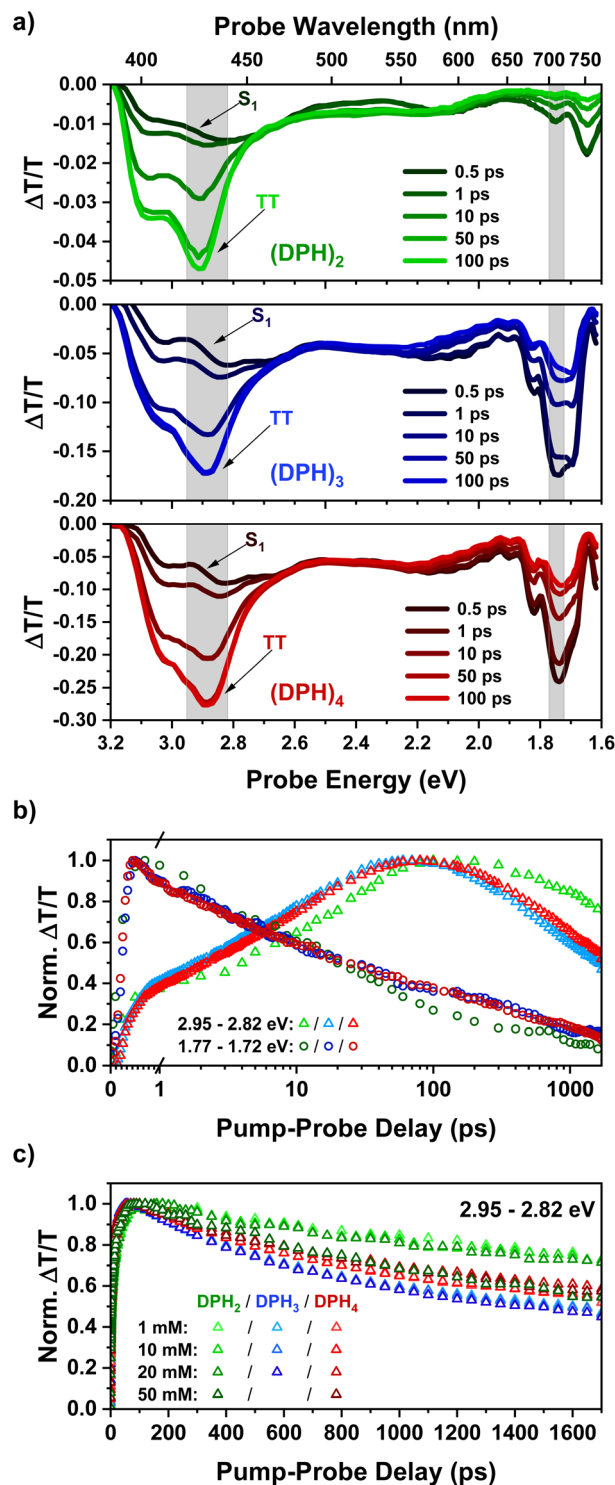 a)
Probe Wavelength (nm)
400 450 500 550 600 650 700 750
0.00
-0.01
-0.02
-0.03
-0.04
-0.05
ΔT/T
S1
TT
(DPH)2
0.5 ps
1 ps
10 ps
50 ps
100 ps
0.00
-0.05
-0.10
-0.15
-0.20
ΔT/T
S1
TT
(DPH)3
0.5 ps
1 ps
10 ps
50 ps
100 ps
0.00
-0.05
-0.10
-0.15
-0.20
-0.25
-0.30
ΔT/T
S1
TT
(DPH)4
0.5 ps
1 ps
10 ps
50 ps
100 ps
3.2 3.0 2.8 2.6 2.4 2.2 2.0 1.8 1.6
Probe Energy (eV)
b)
1.0
0.8
0.6
0.4
0.2
0.0
Norm. ΔT/T
2.95 - 2.82 eV: / /
1.77 - 1.72 eV: / /
0 1 10 100 1000
Pump-Probe Delay (ps)
c)
2.95 - 2.82 eV
1.0
0.8
0.6
0.4
0.2
0.0
Norm. ΔT/T
DPH2 / DPH3 / DPH4
1 mM: / /
10 mM: / /
20 mM: / /
50 mM: / /
0 200 400 600 800 1000 1200 1400 1600
Pump-Probe Delay (ps)